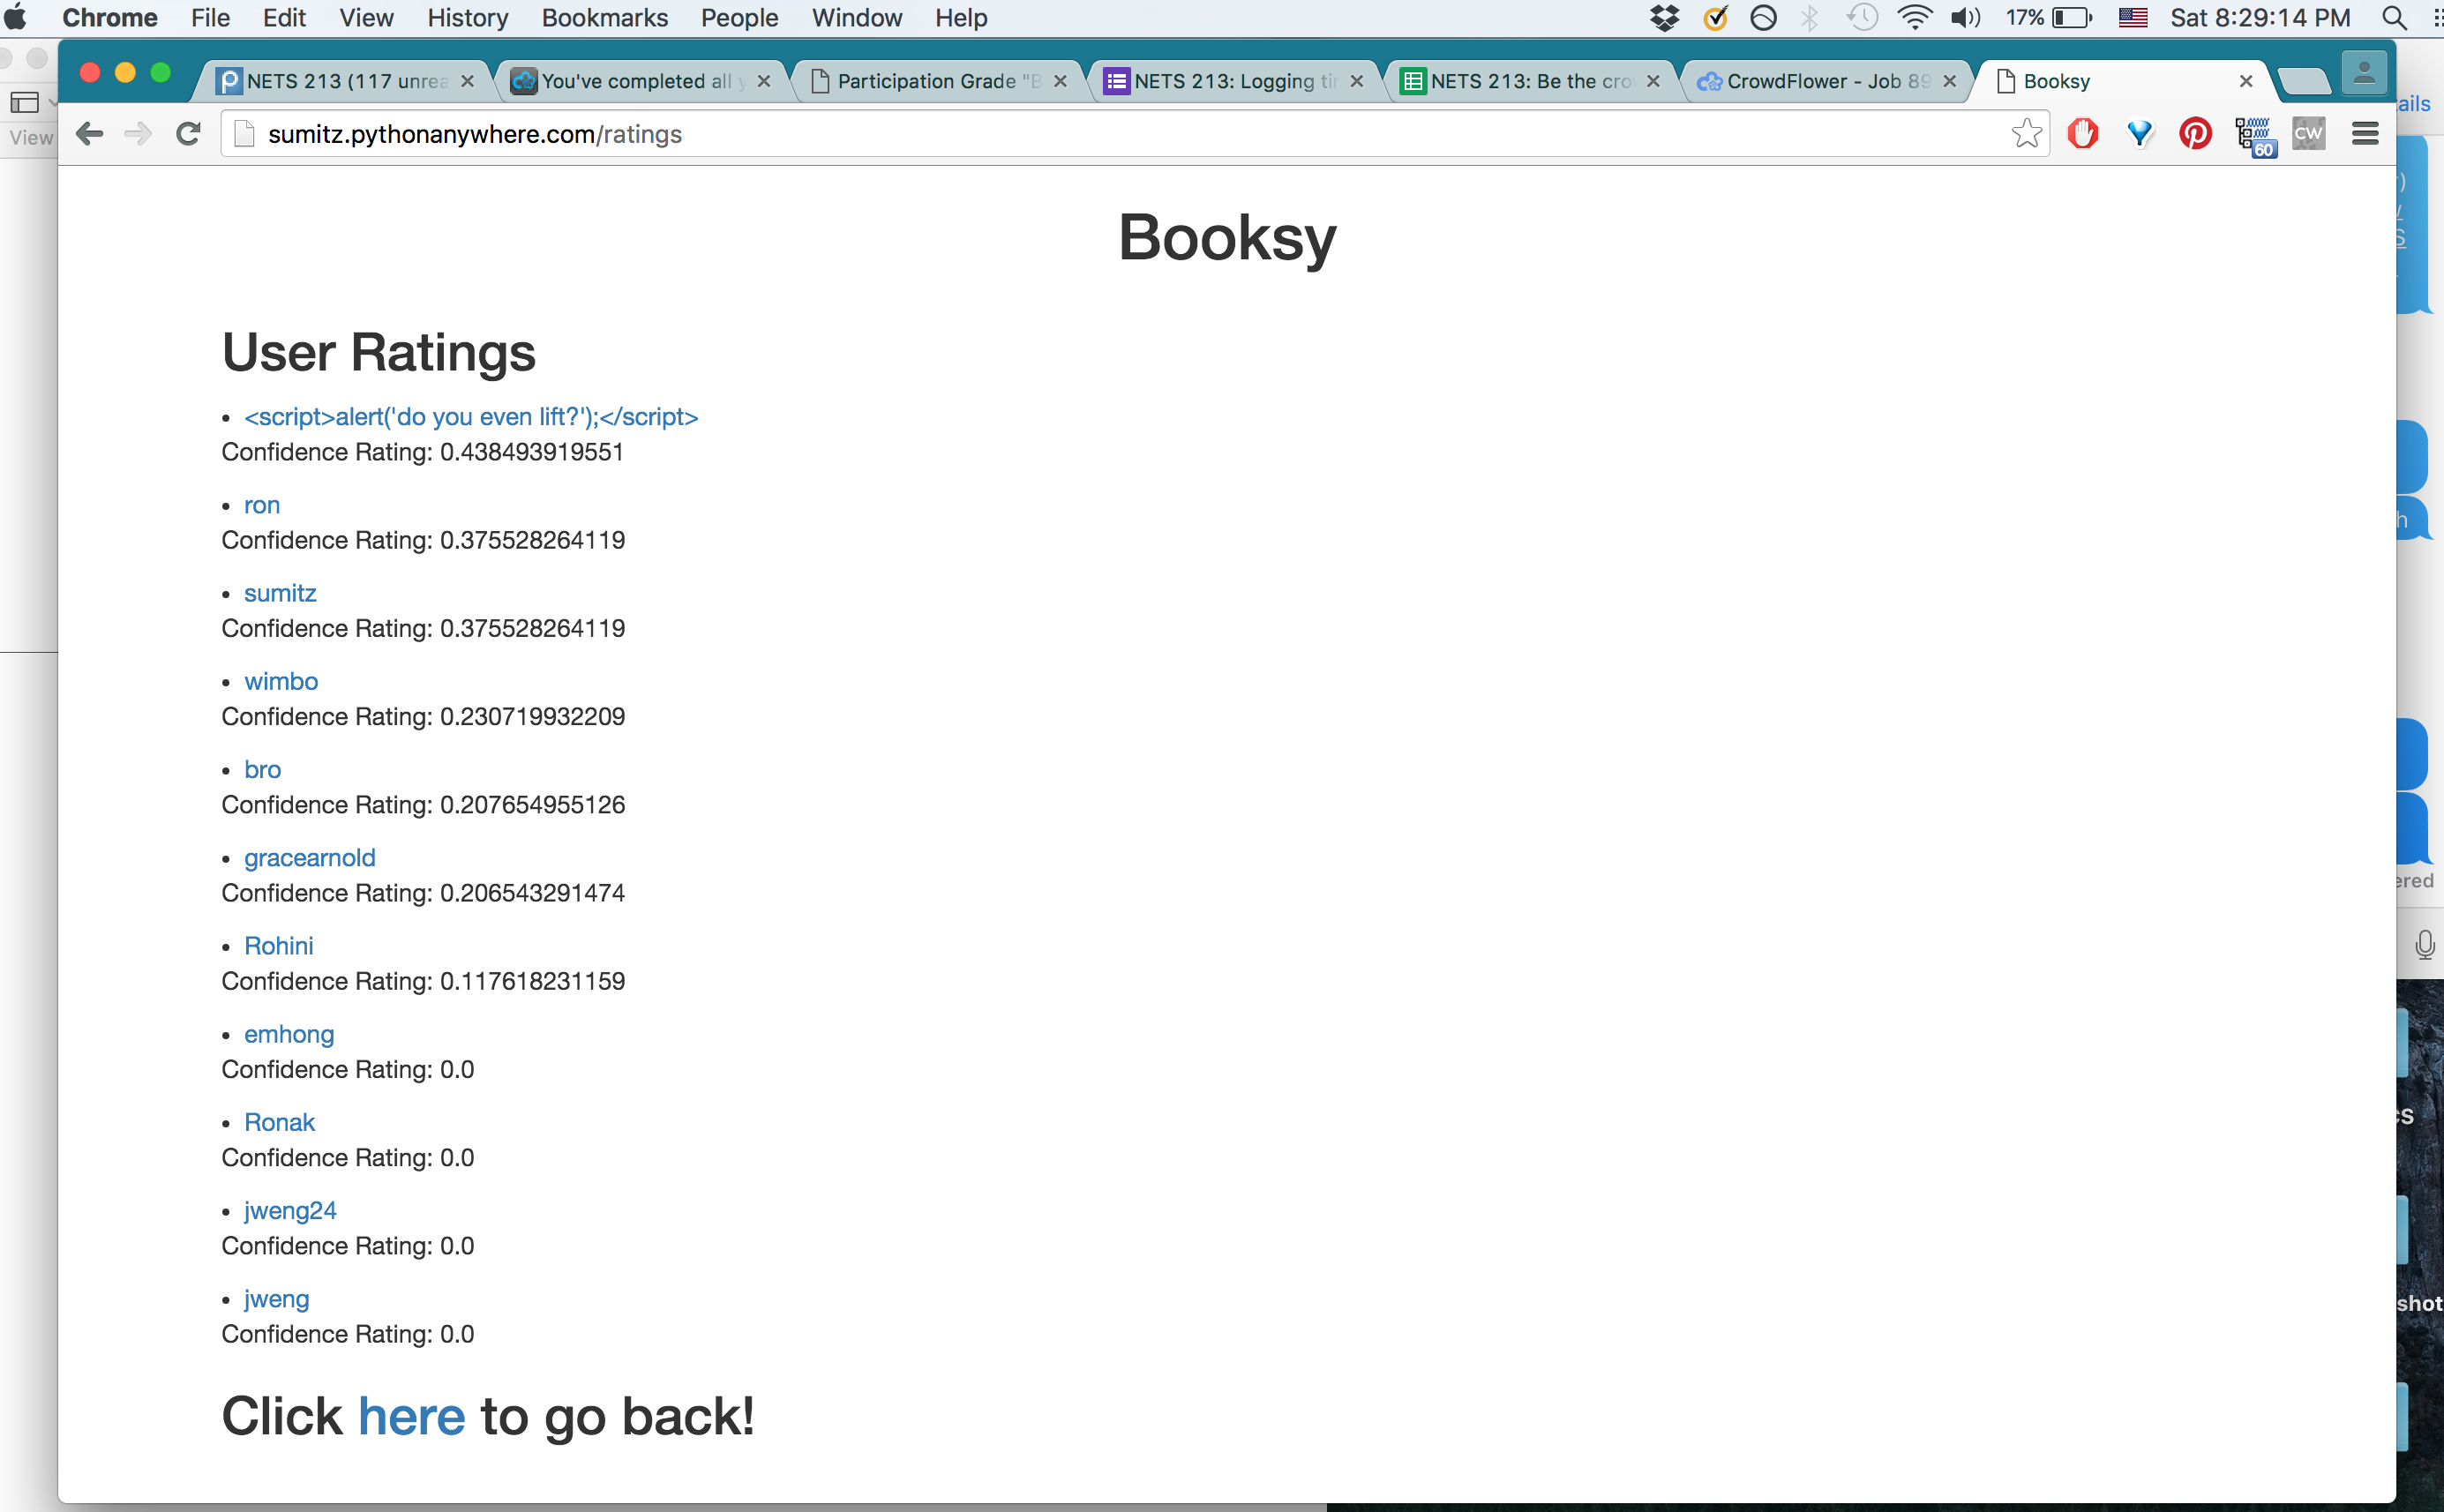 Chrome File Edit View History Bookmarks People Window Help 17% Sat 8:29:14 PM
NETS 213 (117 unrea You've completed all y Participation Grade "B NETS 213: Logging tir NETS 213: Be the cro CrowdFlower - Job 89 Booksy
ails
View
sumitz.pythonanywhere.com/ratings
60
CW
Booksy
User Ratings
• <script>alert('do you even lift?');</script>
Confidence Rating: 0.438493919551
• ron
Confidence Rating: 0.375528264119
• sumitz
Confidence Rating: 0.375528264119
• wimbo
Confidence Rating: 0.230719932209
• bro
Confidence Rating: 0.207654955126
• gracearnold
Confidence Rating: 0.206543291474
ered
• Rohini
Confidence Rating: 0.117618231159
• emhong
Confidence Rating: 0.0
• Ronak
Confidence Rating: 0.0
• jweng24
Confidence Rating: 0.0
• jweng
Confidence Rating: 0.0
shot
Click here to go back!